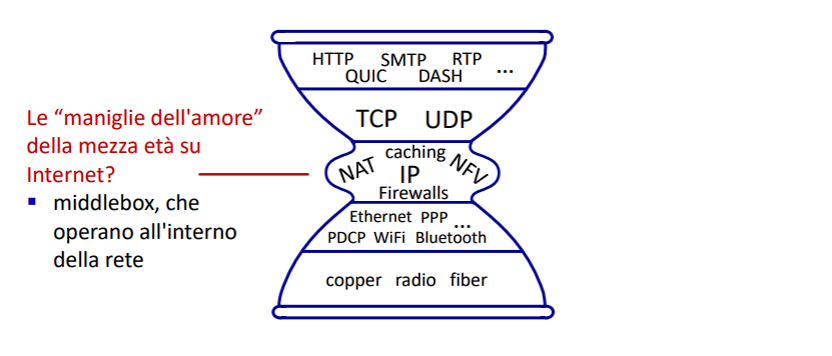 HTTP SMTP RTP
QUIC DASH ...
TCP UDP
Le “maniglie dell'amore”
della mezza età su
Internet?
▪ middlebox, che
operano all'interno
della rete
caching
NAT IP NFV
Firewalls
Ethernet PPP ...
PDCP WiFi Bluetooth
copper radio fiber